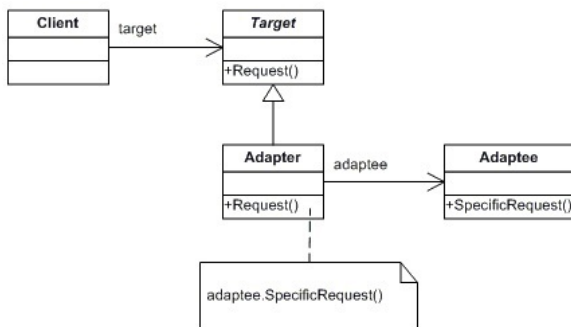 Client
target
Target
+Request()
Adapter
adaptee
Adaptee
+Request()
+SpecificRequest()
adaptee.SpecificRequest()